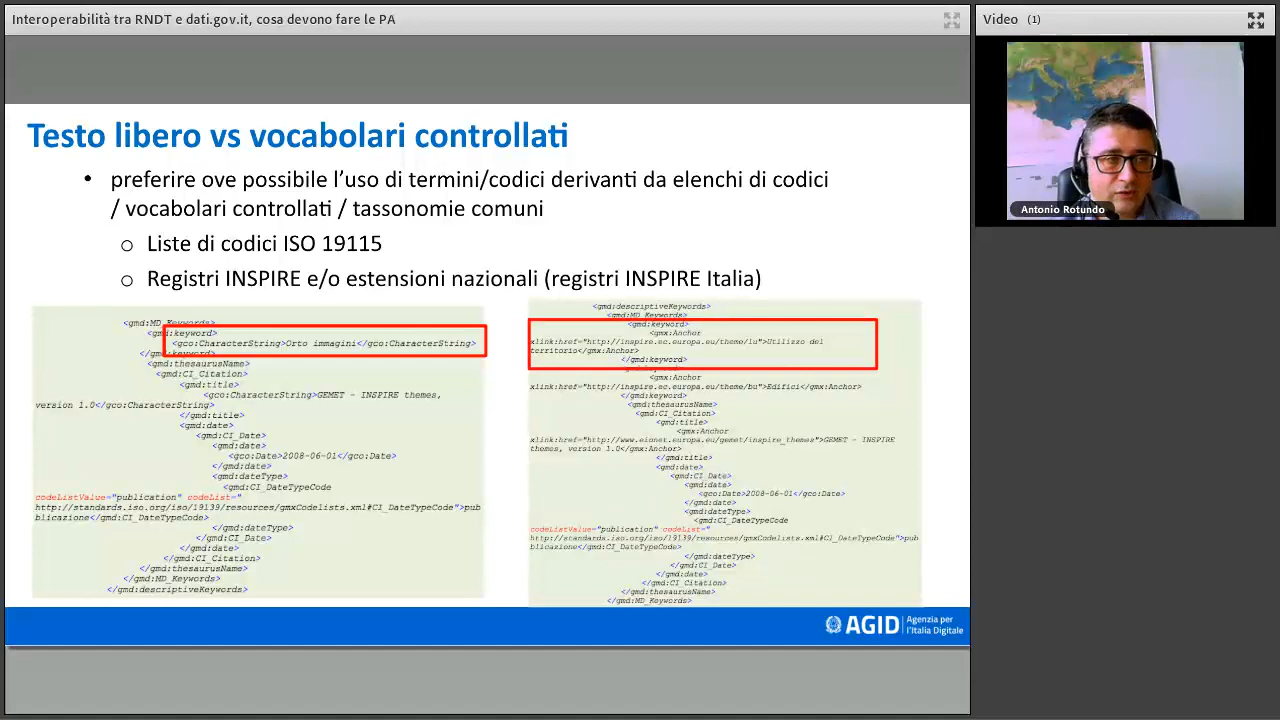 Interoperabilità tra RNDT e dati.gov.it, cosa devono fare le PA
Video (1)
Antonio Rotundo
Testo libero vs vocabolari controllati
• preferire ove possibile l’uso di termini/codici derivanti da elenchi di codici
/ vocabolari controllati / tassonomie comuni
o Liste di codici ISO 19115
o Registri INSPIRE e/o estensioni nazionali (registri INSPIRE Italia)
<gmd:MD_Keywords>
<gmd:keyword>
<gco:CharacterString>Orto immagini</gco:CharacterString>
</gmd:keyword>
<gmd:thesaurusName>
<gmd:CI_Citation>
<gmd:title>
<gco:CharacterString>GEMET - INSPIRE themes,
version 1.0</gco:CharacterString>
</gmd:title>
<gmd:date>
<gmd:CI_Date>
<gmd:date>
<gco:Date>2008-06-01</gco:Date>
</gmd:date>
<gmd:dateType>
<gmd:CI_DateTypeCode
codeListValue="publication" codeList="
http://standards.iso.org/iso/19139/resources/gmxCodelists.xml#CI_DateTypeCode">pub
blicazione</gmd:CI_DateTypeCode>
</gmd:dateType>
</gmd:CI_Date>
</gmd:date>
</gmd:CI_Citation>
</gmd:thesaurusName>
</gmd:MD_Keywords>
</gmd:descriptiveKeywords>
<gmd:descriptiveKeywords>
<gmd:MD_Keywords>
<gmd:keyword>
<gmx:Anchor
xlink:href="http://inspire.ec.europa.eu/theme/lu">Utilizzo del
territorio</gmx:Anchor>
</gmd:keyword>
<gmd:keyword>
<gmx:Anchor
xlink:href="http://inspire.ec.europa.eu/theme/bu">Edifici</gmx:Anchor>
</gmd:keyword>
<gmd:thesaurusName>
<gmd:CI_Citation>
<gmd:title>
<gmx:Anchor
xlink:href="http://www.eionet.europa.eu/gemet/inspire_themes">GEMET - INSPIRE
themes, version 1.0</gmx:Anchor>
</gmd:title>
<gmd:date>
<gmd:CI_Date>
<gmd:date>
<gco:Date>2008-06-01</gco:Date>
</gmd:date>
<gmd:dateType>
<gmd:CI_DateTypeCode
codeListValue="publication" codeList="
http://standards.iso.org/iso/19139/resources/gmxCodelists.xml#CI_DateTypeCode">pub
blicazione</gmd:CI_DateTypeCode>
</gmd:dateType>
</gmd:CI_Date>
</gmd:date>
</gmd:CI_Citation>
</gmd:thesaurusName>
</gmd:MD_Keywords>
AGID
Agenzia per
l’Italia Digitale